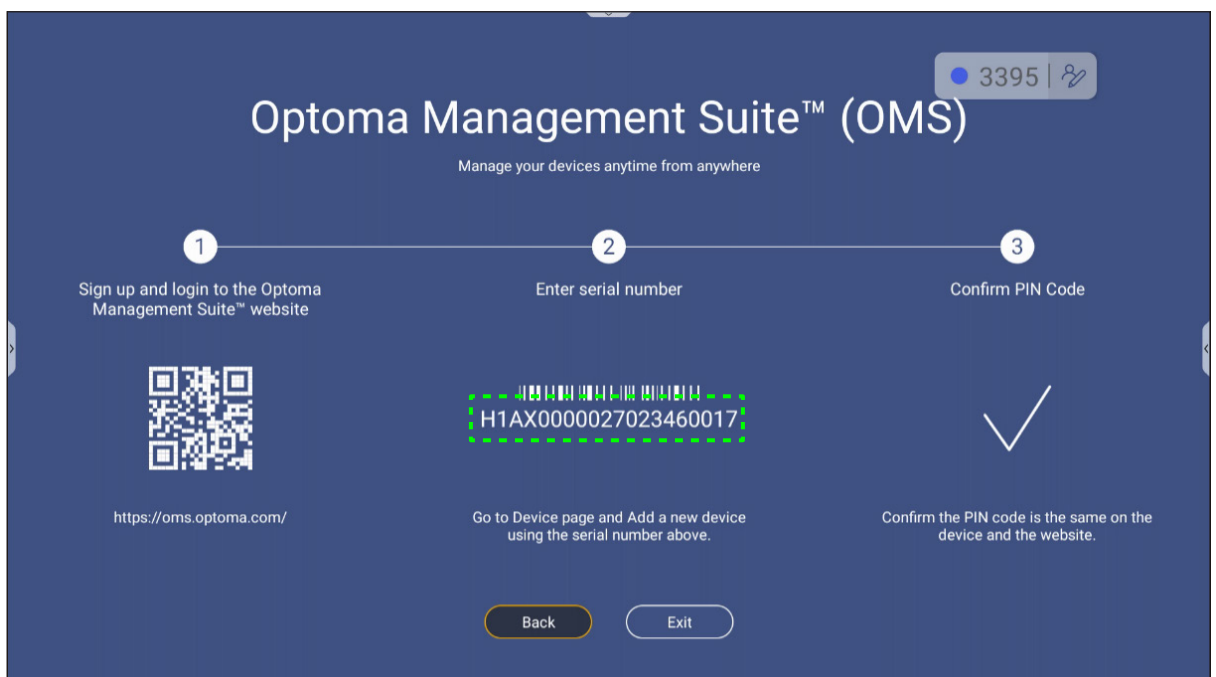 3395
Optoma Management Suite™ (OMS)
Manage your devices anytime from anywhere
1
2
3
Sign up and login to the Optoma
Management Suite™ website
Enter serial number
Confirm PIN Code
H1AX0000027023460017
https://oms.optoma.com/
Go to Device page and Add a new device
using the serial number above.
Confirm the PIN code is the same on the
device and the website.
Back
Exit